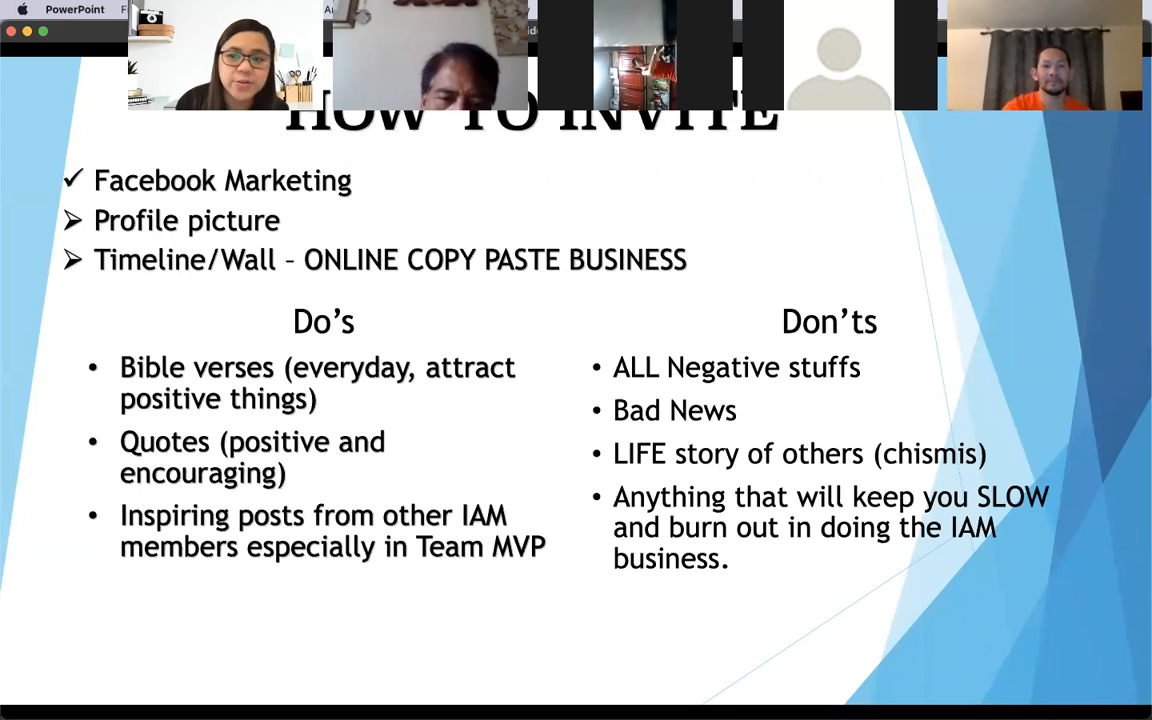 PowerPoint
HOW TO INVITE
✓ Facebook Marketing
➢ Profile picture
➢ Timeline/Wall – ONLINE COPY PASTE BUSINESS
Do’s
• Bible verses (everyday, attract
positive things)
• Quotes (positive and
encouraging)
• Inspiring posts from other IAM
members especially in Team MVP
Don’ts
• ALL Negative stuffs
• Bad News
• LIFE story of others (chismis)
• Anything that will keep you SLOW
and burn out in doing the IAM
business.